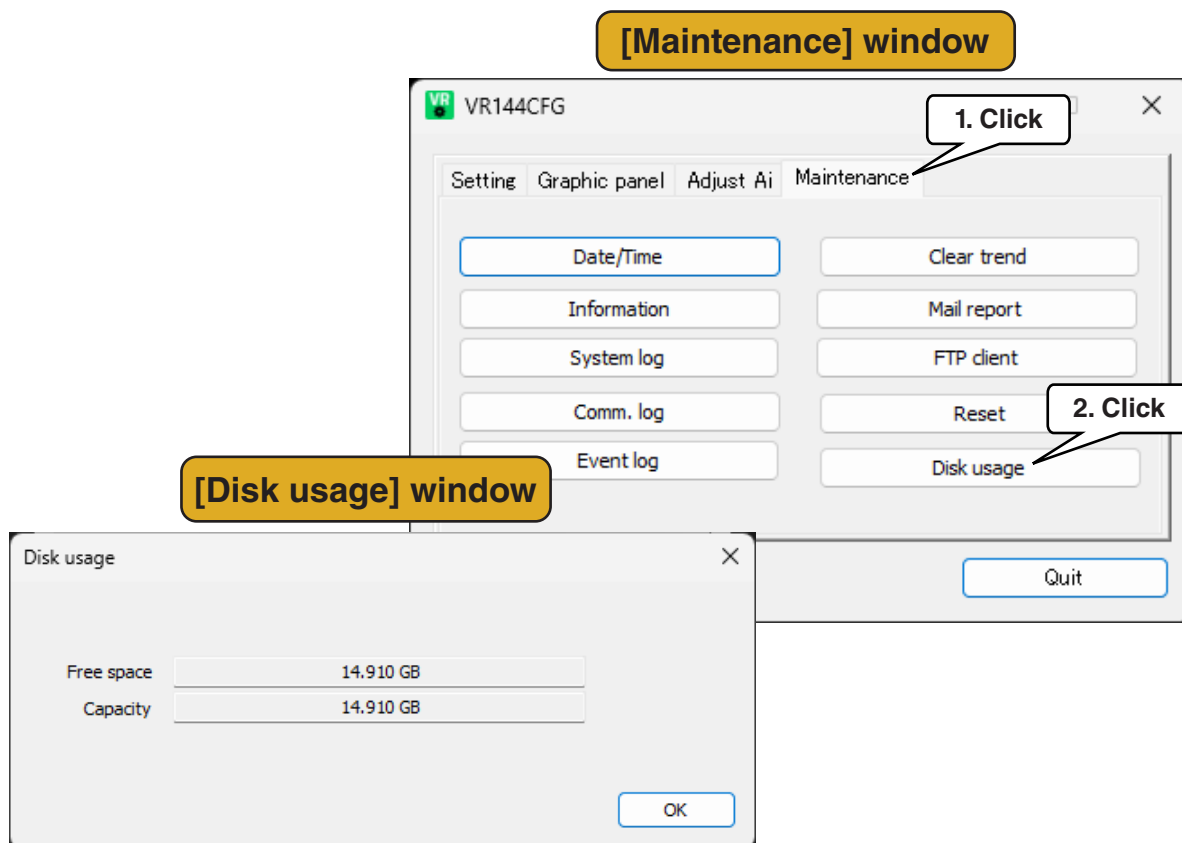 [Maintenance] window
VR
VR144CFG
1. Click
Setting Graphic panel Adjust Ai Maintenance
Date/Time Clear trend
Information Mail report
System log FTP client
Comm. log Reset
2. Click
Event log Disk usage
[Disk usage] window
Disk usage
Quit
Free space 14.910 GB
Capacity 14.910 GB
OK